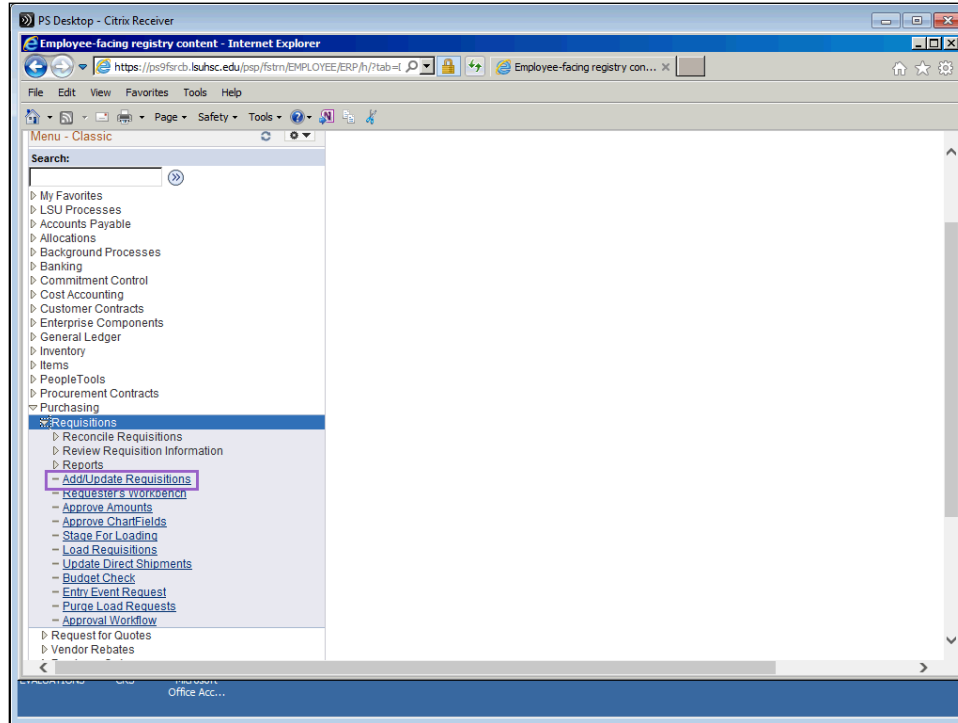 PS Desktop - Citrix Receiver
Employee-facing registry content - Internet Explorer
https://ps9fsrcb.lsuhsc.edu/psp/fstrn/EMPLOYEE/ERP/h/?tab=
Employee-facing registry con...
File Edit View Favorites Tools Help
Page Safety Tools
Menu - Classic
Search:
My Favorites
LSU Processes
Accounts Payable
Allocations
Background Processes
Banking
Commitment Control
Cost Accounting
Customer Contracts
Enterprise Components
General Ledger
Inventory
Items
PeopleTools
Procurement Contracts
Purchasing
Requisitions
Reconcile Requisitions
Review Requisition Information
Reports
Add/Update Requisitions
Requester's Workbench
Approve Amounts
Approve ChartFields
Stage For Loading
Load Requisitions
Update Direct Shipments
Budget Check
Entry Event Request
Purge Load Requests
Approval Workflow
Request for Quotes
Vendor Rebates
Office Acc...